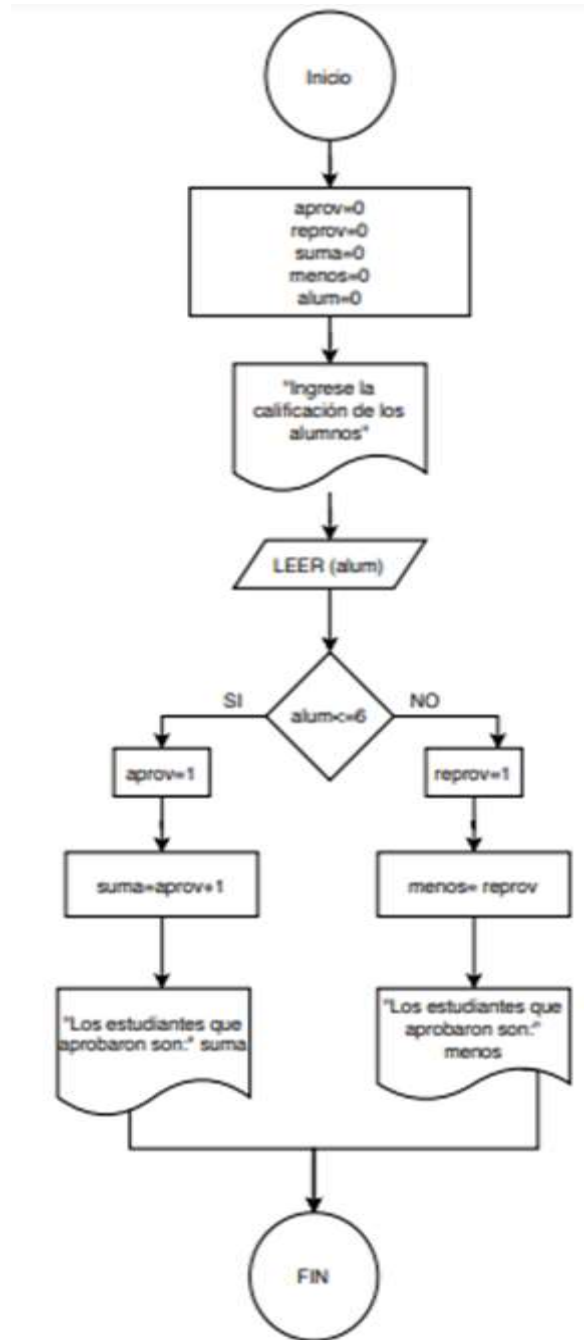 Inicio
aprov=0
reprov=0
suma=0
menos=0
alum=0
"Ingrese la
calificación de los
alumnos"
LEER (alum)
SI
alum<=6
NO
aprov=1
reprov=1
suma=aprov+1
menos= reprov
"Los estudiantes que
aprobaron son:" suma
"Los estudiantes que
aprobaron son:"
menos
FIN